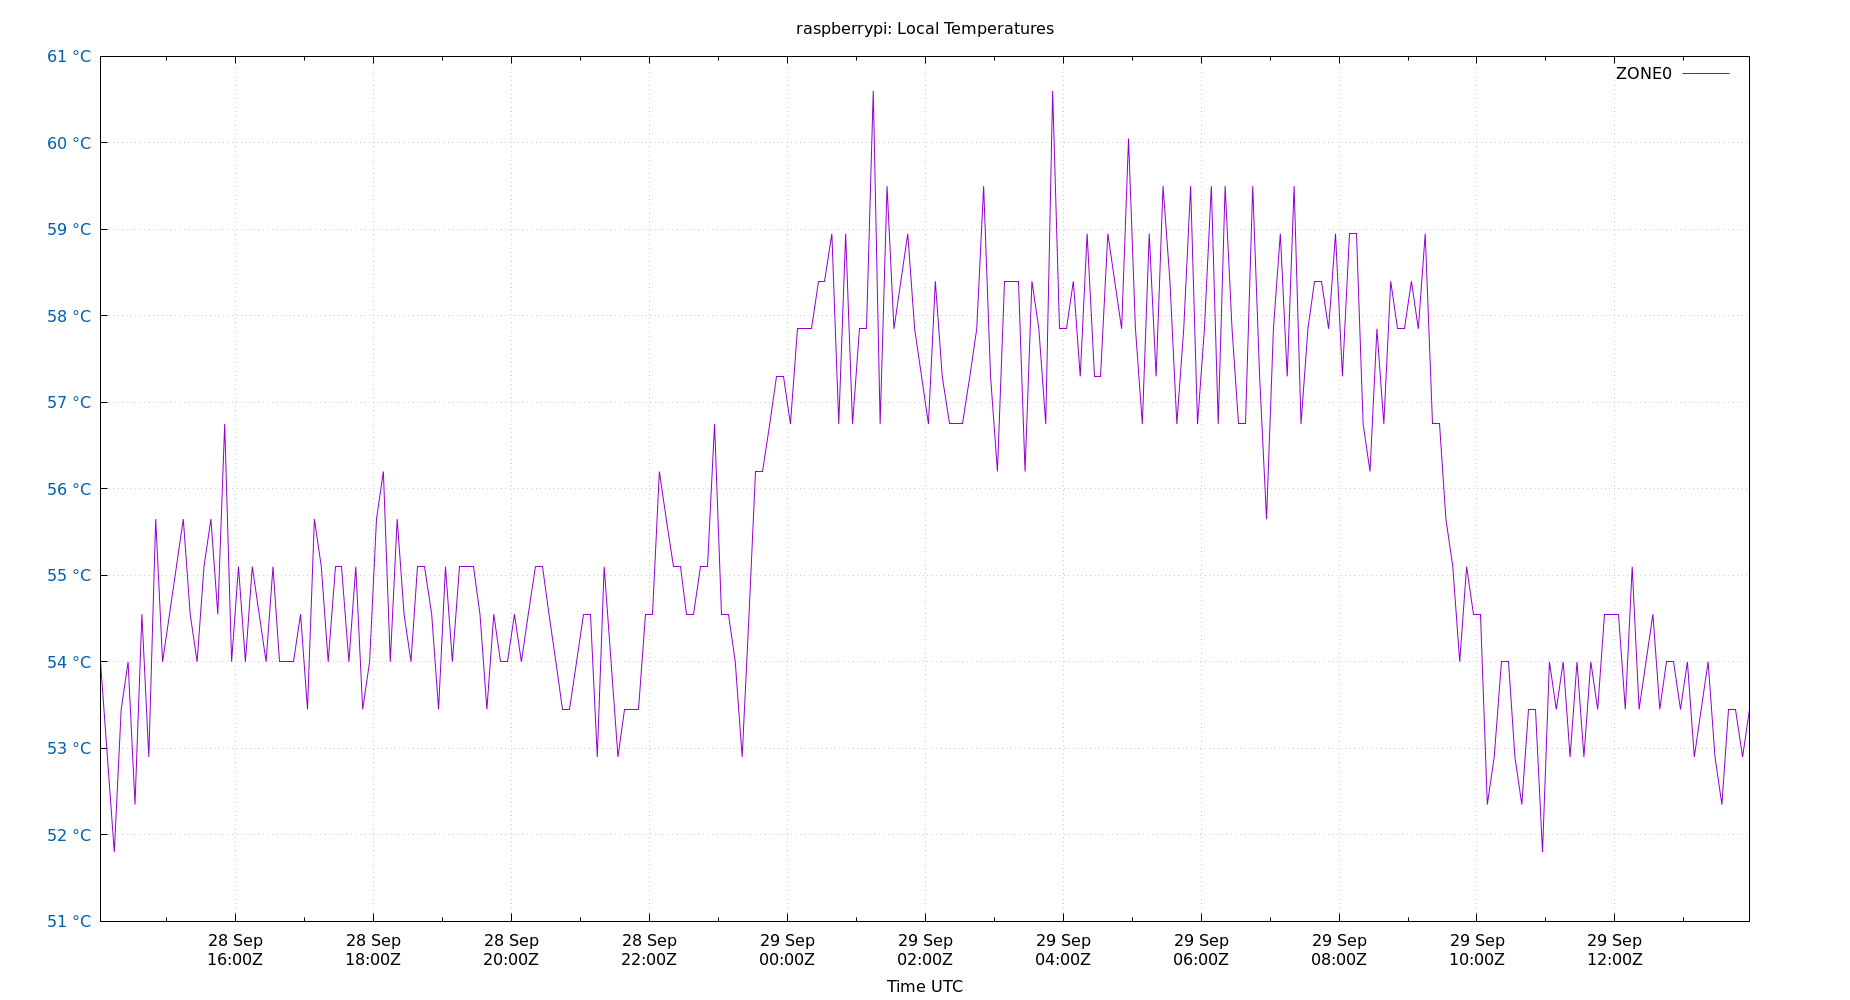 raspberrypi: Local Temperatures
61 °C
ZONE0
60 °C
59 °C
58 °C
57 °C
56 °C
55 °C
54 °C
53 °C
52 °C
51 °C
28 Sep 28 Sep 28 Sep 28 Sep 29 Sep 29 Sep 29 Sep 29 Sep 29 Sep 29 Sep 29 Sep
16:00Z 18:00Z 20:00Z 22:00Z 00:00Z 02:00Z 04:00Z 06:00Z 08:00Z 10:00Z 12:00Z
Time UTC